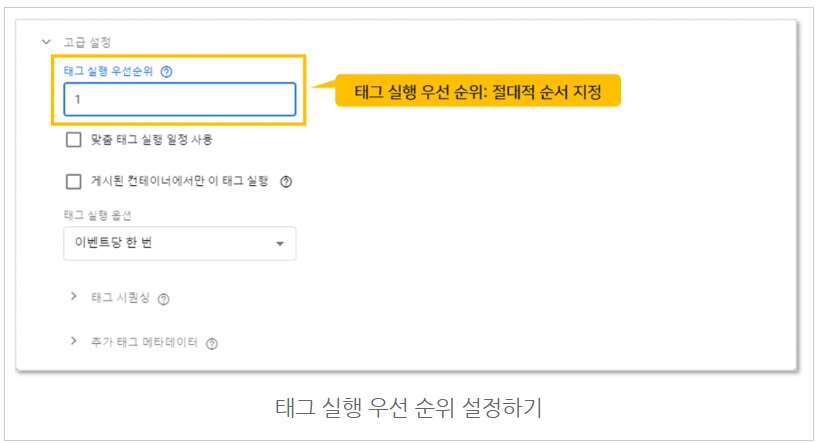 고급 설정
태그 실행 우선순위
1
태그 실행 우선 순위: 절대적 순서 지정
맞춤 태그 실행 일정 사용
게시된 컨테이너에서만 이 태그 실행
태그 실행 옵션
이벤트당 한 번
태그 시퀀싱
추가 태그 메타데이터
태그 실행 우선 순위 설정하기